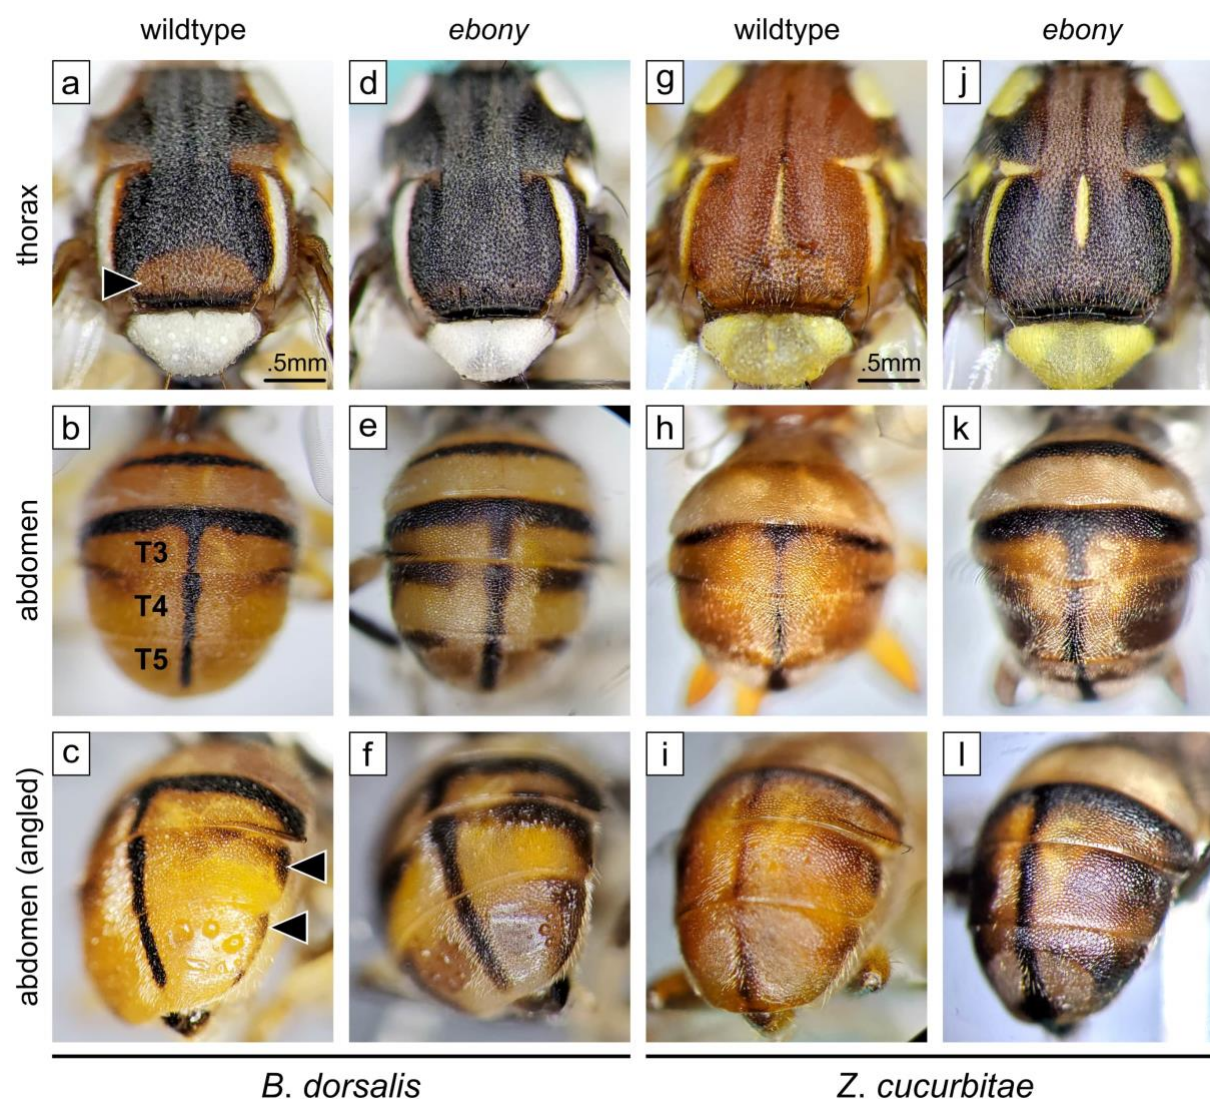 wildtype ebony wildtype ebony
thorax
a d g j
.5mm .5mm
abdomen
b e h k
T3
T4
T5
abdomen (angled)
c f i l
B. dorsalis Z. cucurbitae